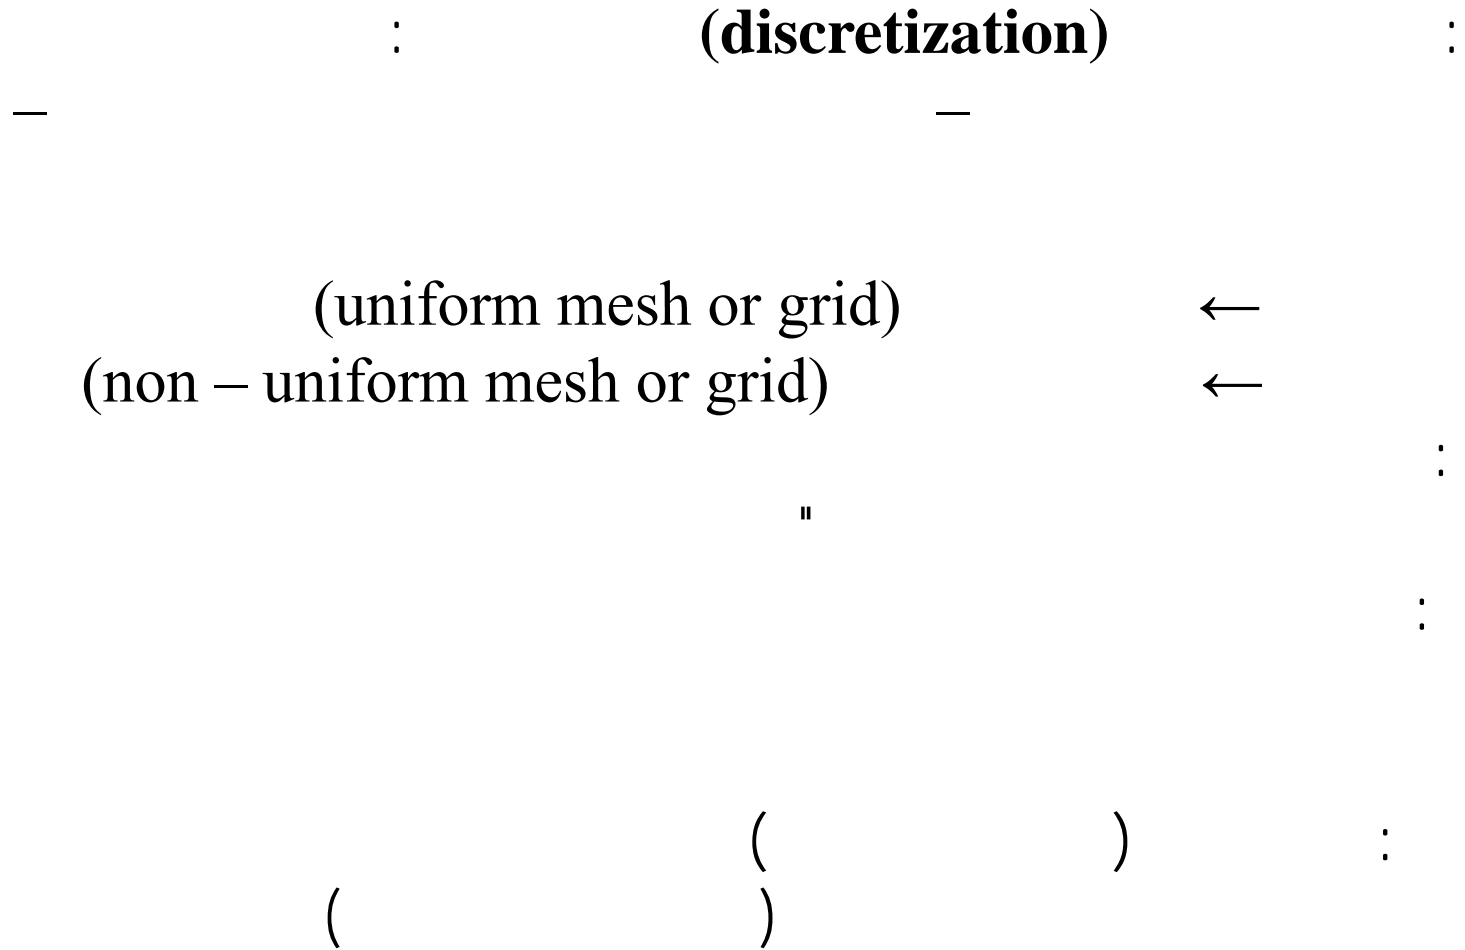 : (discretization) :
– –
← (uniform mesh or grid)
← (non – uniform mesh or grid)
:
"
:
: ( )
( )